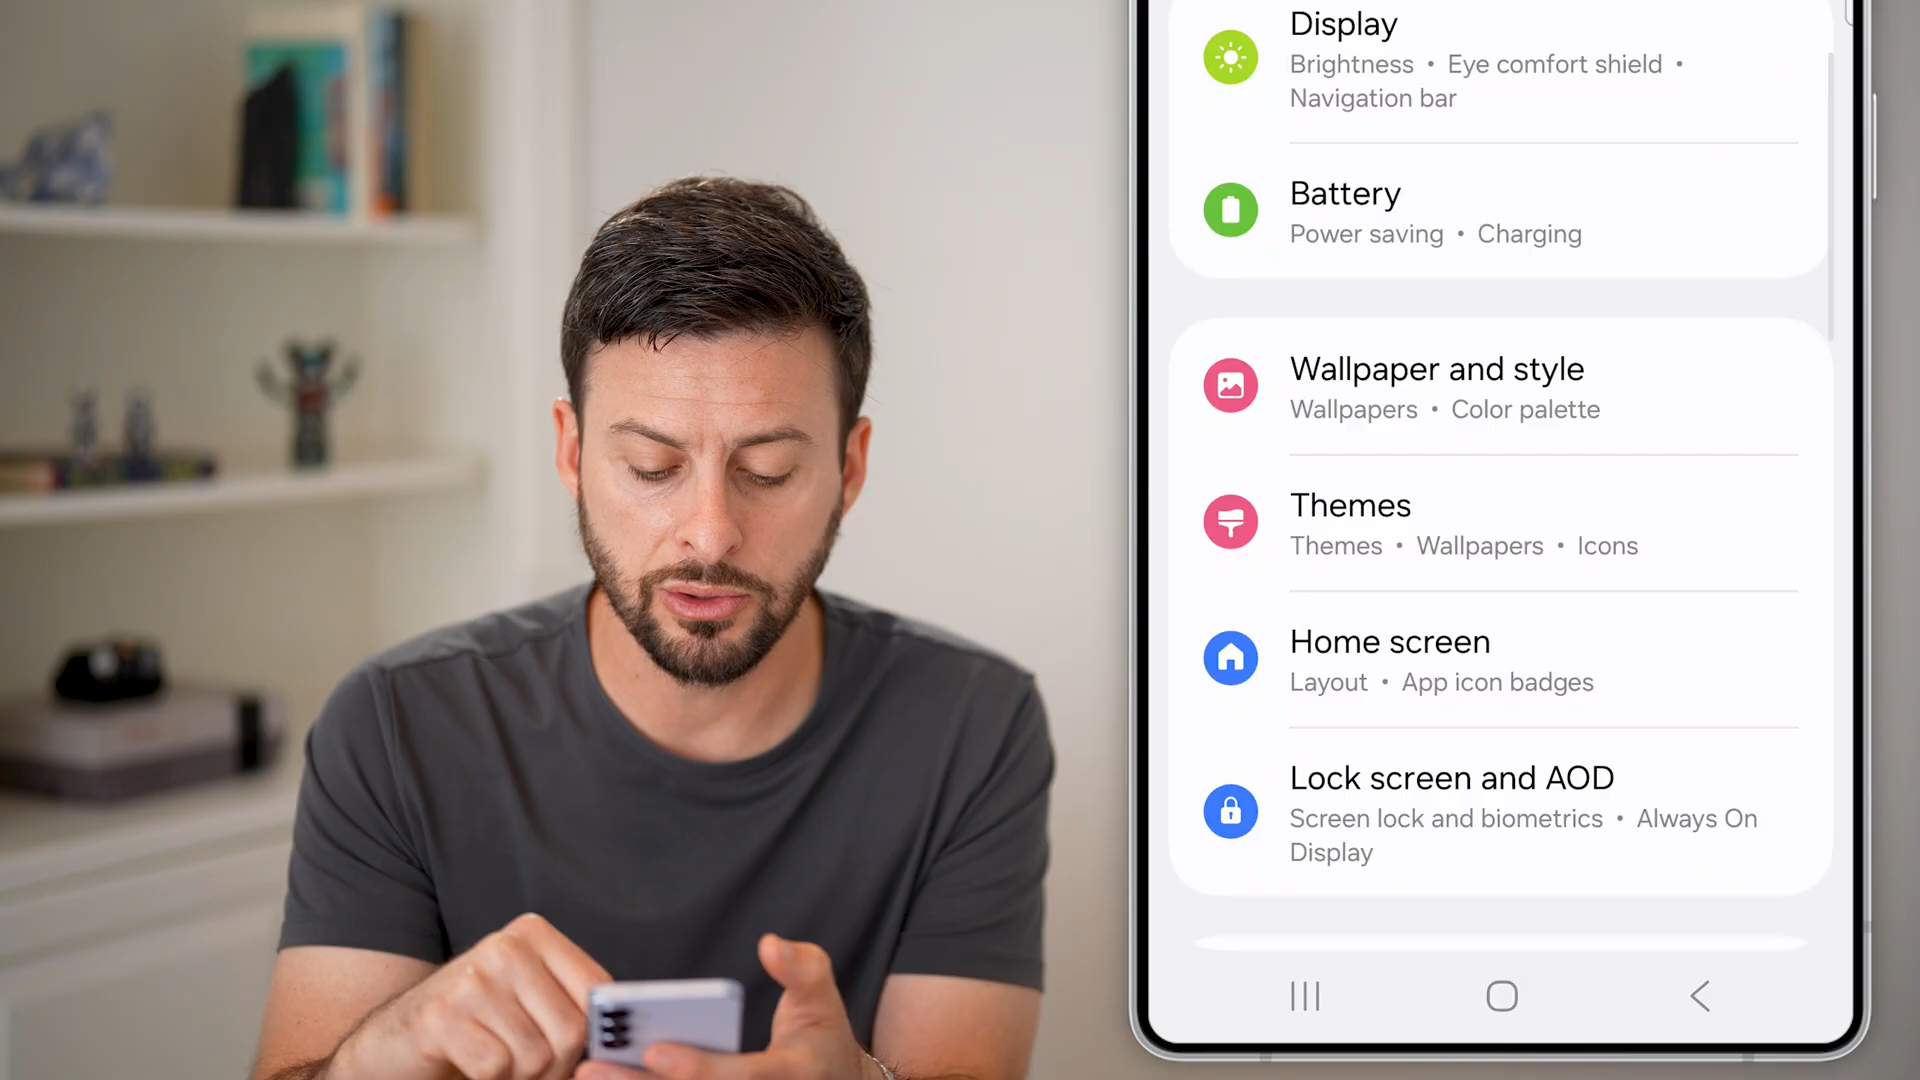 Display
Brightness • Eye comfort shield •
Navigation bar
Battery
Power saving • Charging
Wallpaper and style
Wallpapers • Color palette
Themes
Themes • Wallpapers • Icons
Home screen
Layout • App icon badges
Lock screen and AOD
Screen lock and biometrics • Always On
Display